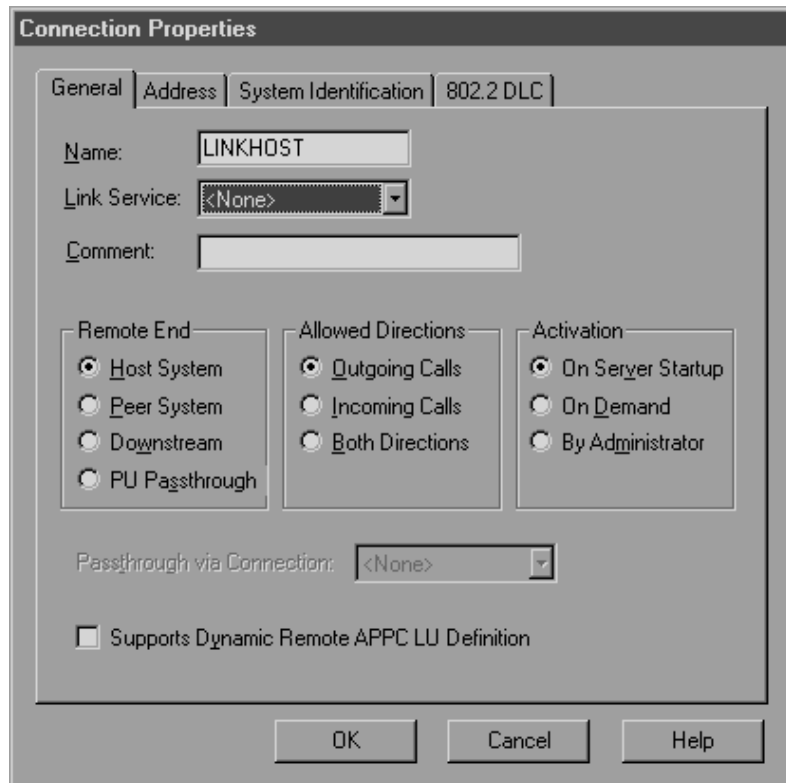 Connection Properties
General Address System Identification 802.2 DLC
Name: LINKHOST
Link Service: <None>
Comment:
Remote End
Host System
Peer System
Downstream
PU Passthrough
Allowed Directions
Outgoing Calls
Incoming Calls
Both Directions
Activation
On Server Startup
On Demand
By Administrator
Passthrough via Connection: <None>
Supports Dynamic Remote APPC LU Definition
OK Cancel Help